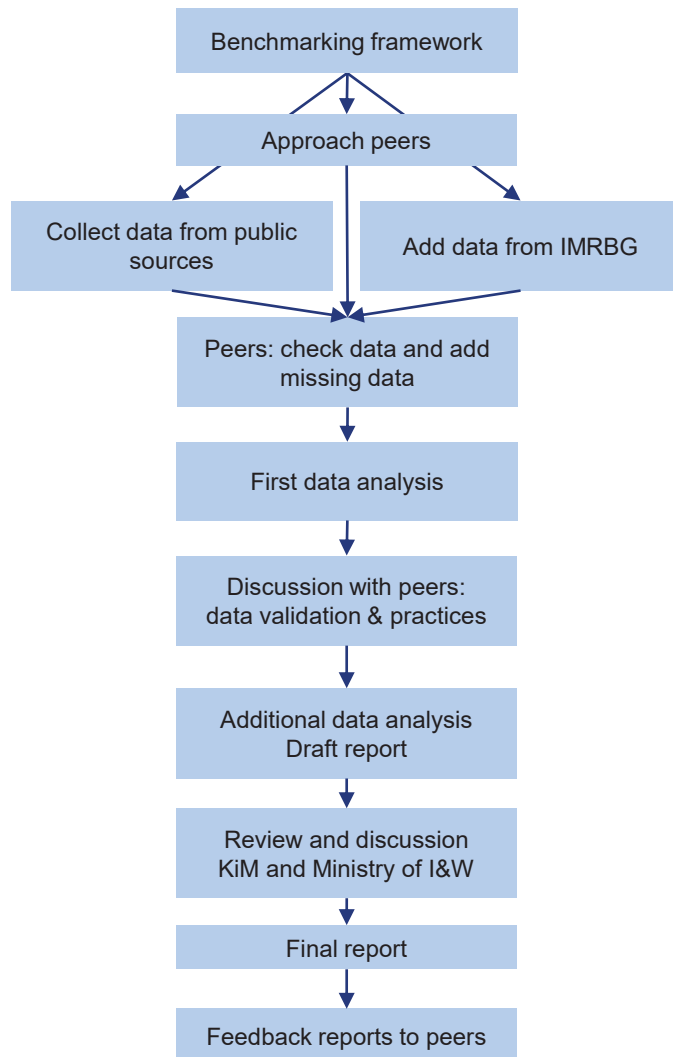 Benchmarking framework
Approach peers
Collect data from public
sources
Add data from IMRBG
Peers: check data and add
missing data
First data analysis
Discussion with peers:
data validation & practices
Additional data analysis
Draft report
Review and discussion
KiM and Ministry of I&W
Final report
Feedback reports to peers